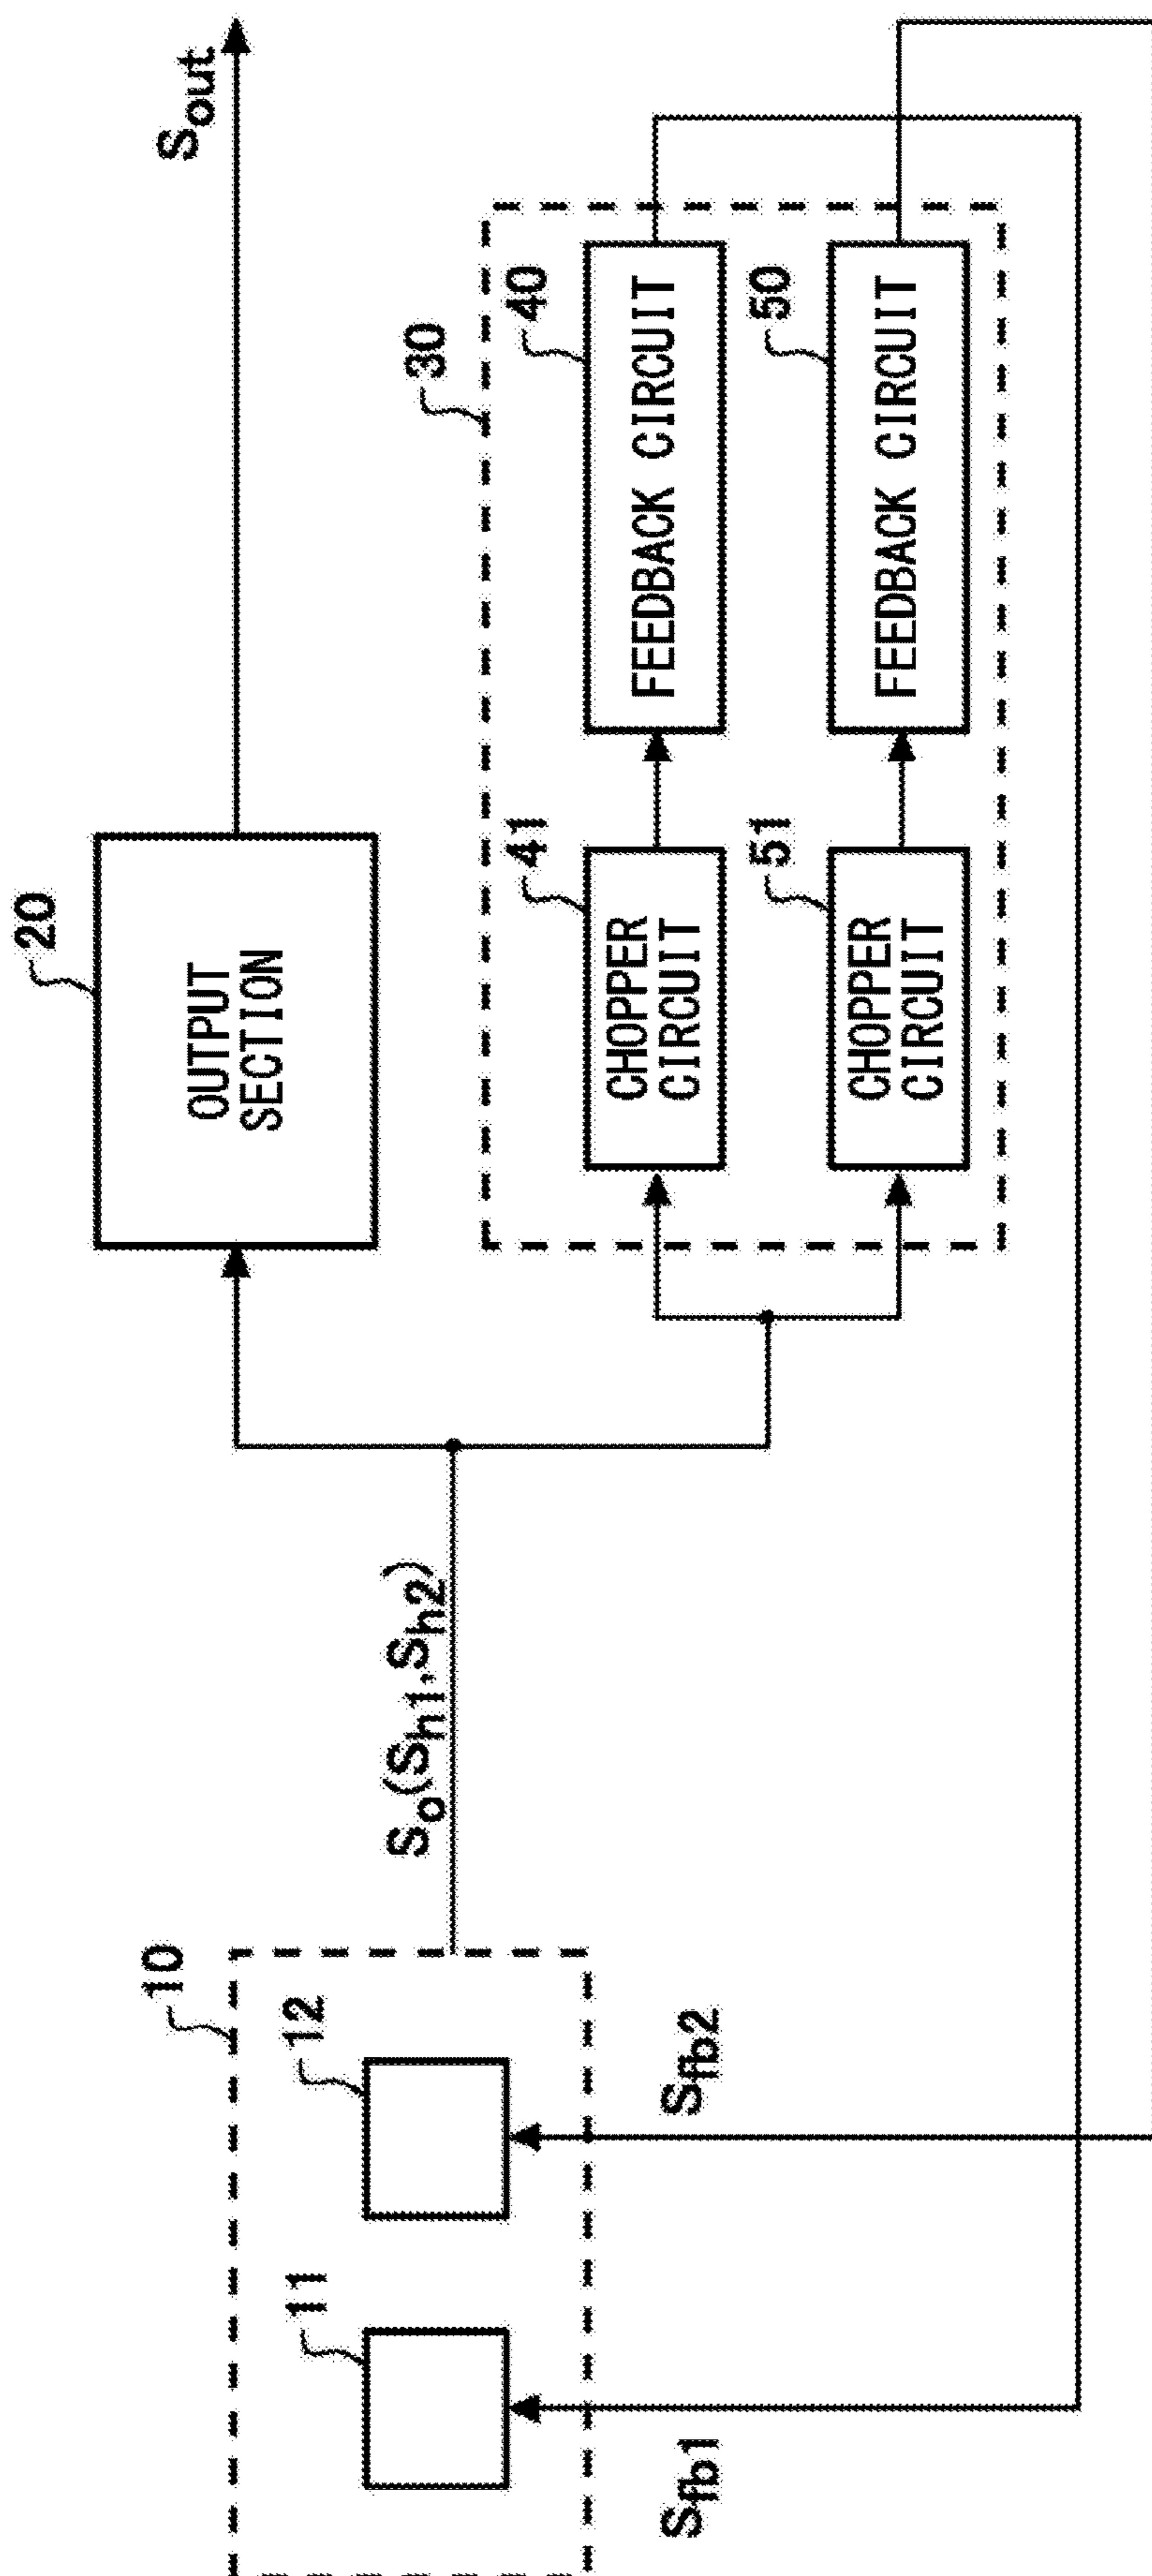 20
OUTPUT
SECTION
Sout
10
11
12
So(Sh1,Sh2)
30
41
CHOPPER
CIRCUIT
40
FEEDBACK CIRCUIT
51
CHOPPER
CIRCUIT
50
FEEDBACK CIRCUIT
Sfb1
Sfb2